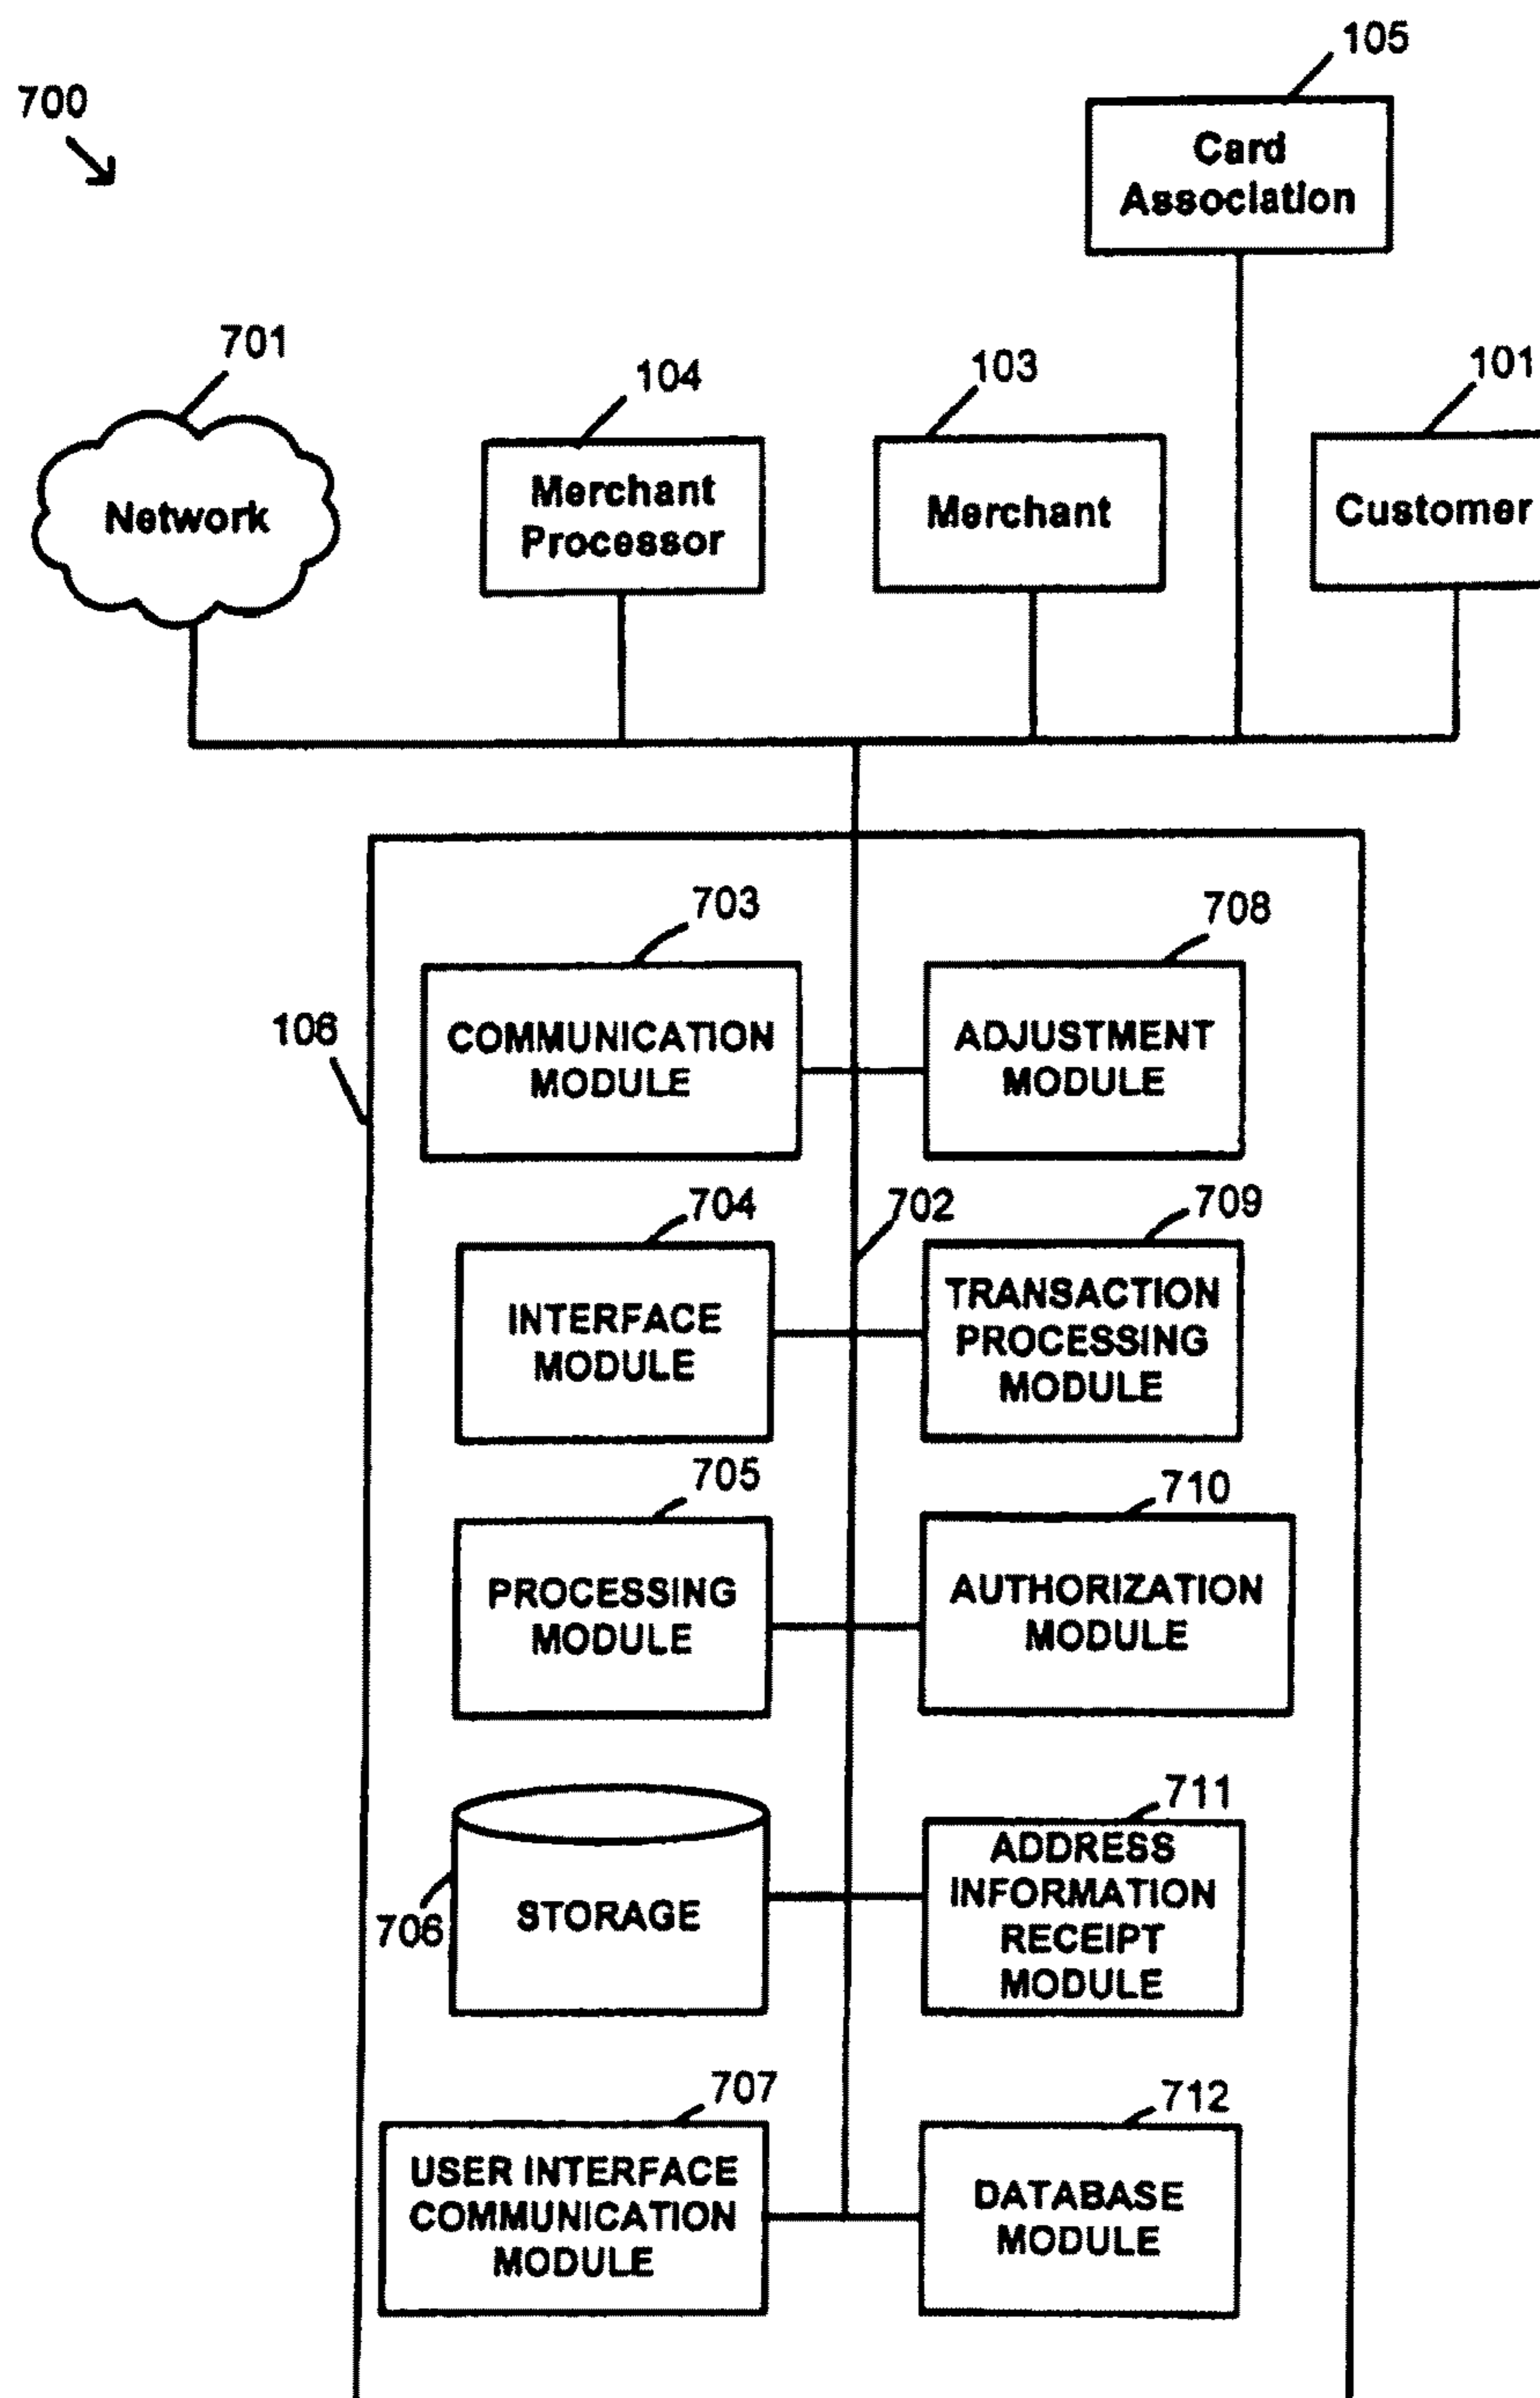 105
700
Card
Association
701
104
103
101
Network
Merchant
Processor
Merchant
Customer
703
708
106
COMMUNICATION
MODULE
ADJUSTMENT
MODULE
704
702
709
INTERFACE
MODULE
TRANSACTION
PROCESSING
MODULE
705
710
PROCESSING
MODULE
AUTHORIZATION
MODULE
711
706
STORAGE
ADDRESS
INFORMATION
RECEIPT
MODULE
707
712
USER INTERFACE
COMMUNICATION
MODULE
DATABASE
MODULE